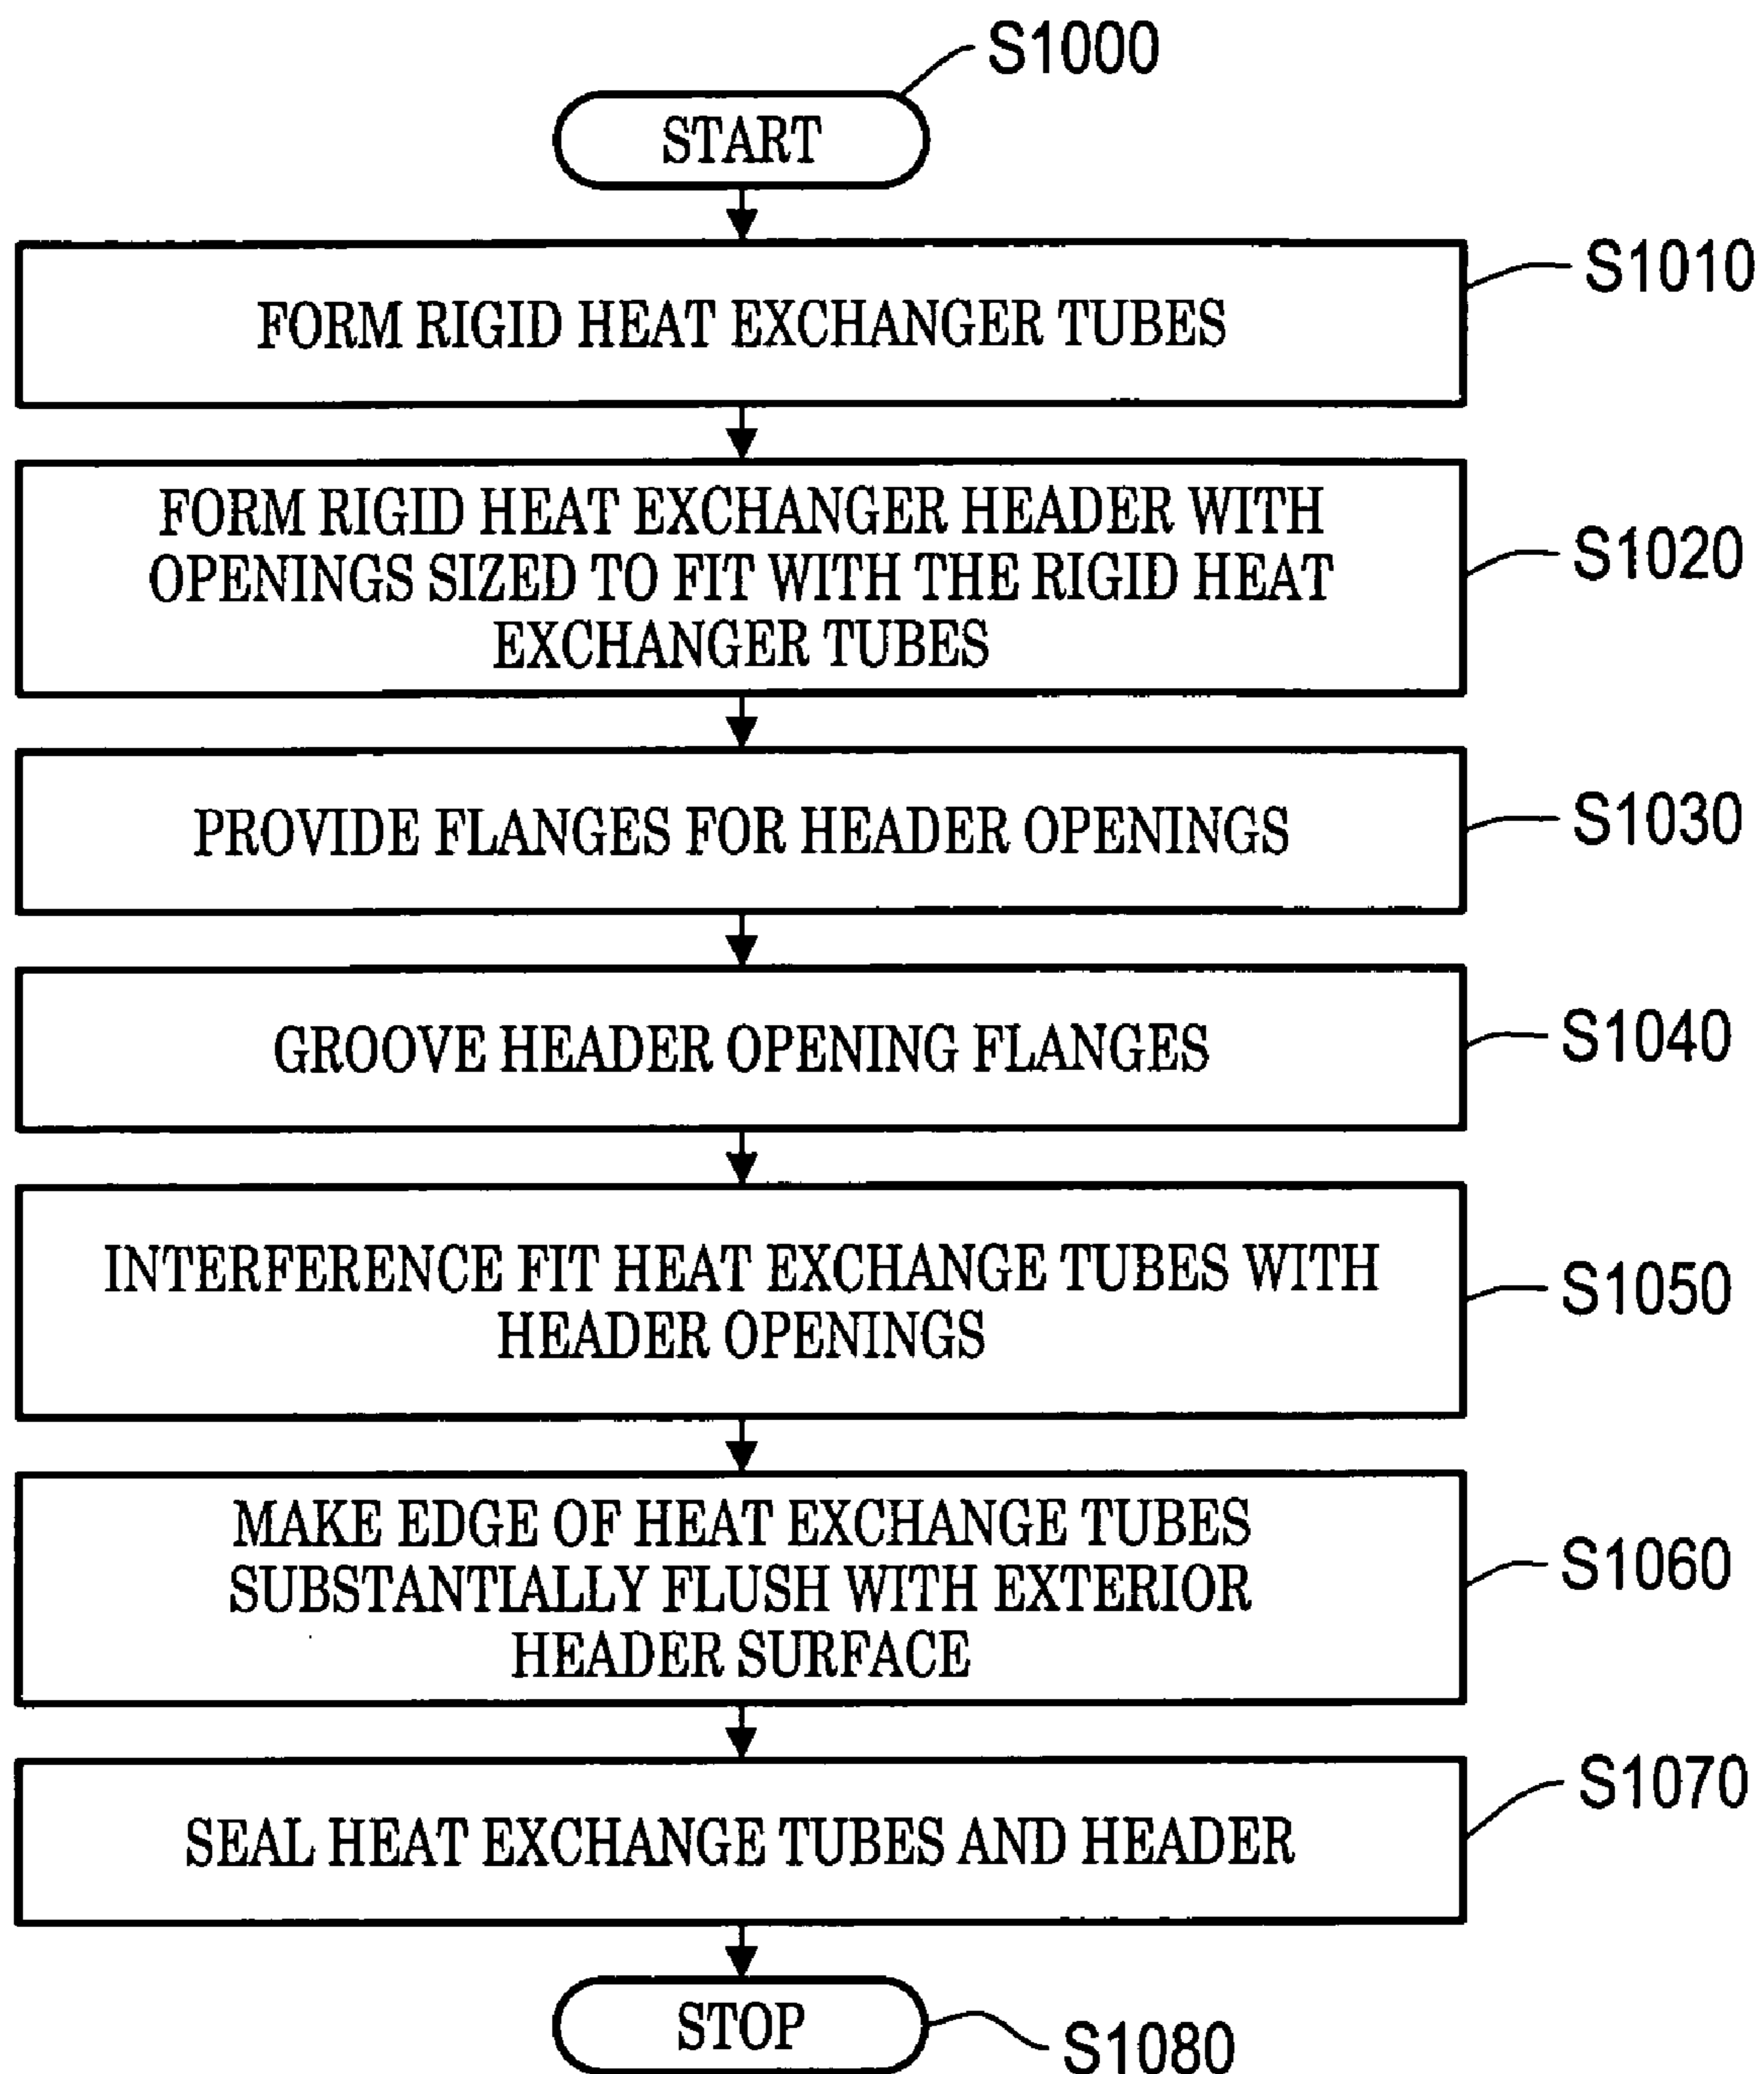 S1000
START
S1010
FORM RIGID HEAT EXCHANGER TUBES
FORM RIGID HEAT EXCHANGER HEADER WITH
OPENINGS SIZED TO FIT WITH THE RIGID HEAT
EXCHANGER TUBES
S1020
PROVIDE FLANGES FOR HEADER OPENINGS
S1030
GROOVE HEADER OPENING FLANGES
S1040
INTERFERENCE FIT HEAT EXCHANGE TUBES WITH
HEADER OPENINGS
S1050
MAKE EDGE OF HEAT EXCHANGE TUBES
SUBSTANTIALLY FLUSH WITH EXTERIOR
HEADER SURFACE
S1060
SEAL HEAT EXCHANGE TUBES AND HEADER
S1070
STOP
S1080